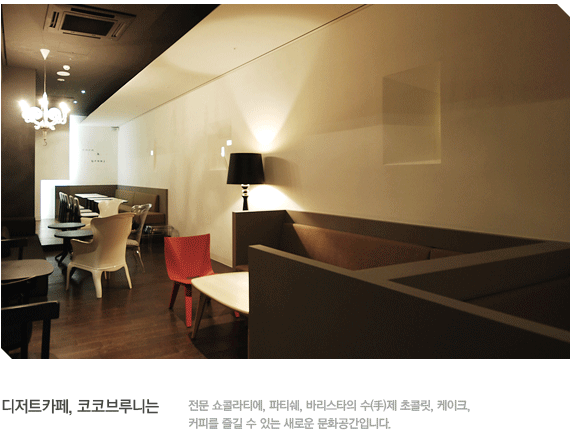 디저트카페, 코코브루니는
전문 쇼콜라티에, 파티쉐, 바리스타의 수(手)제 초콜릿, 케이크,
커피를 즐길 수 있는 새로운 문화공간입니다.